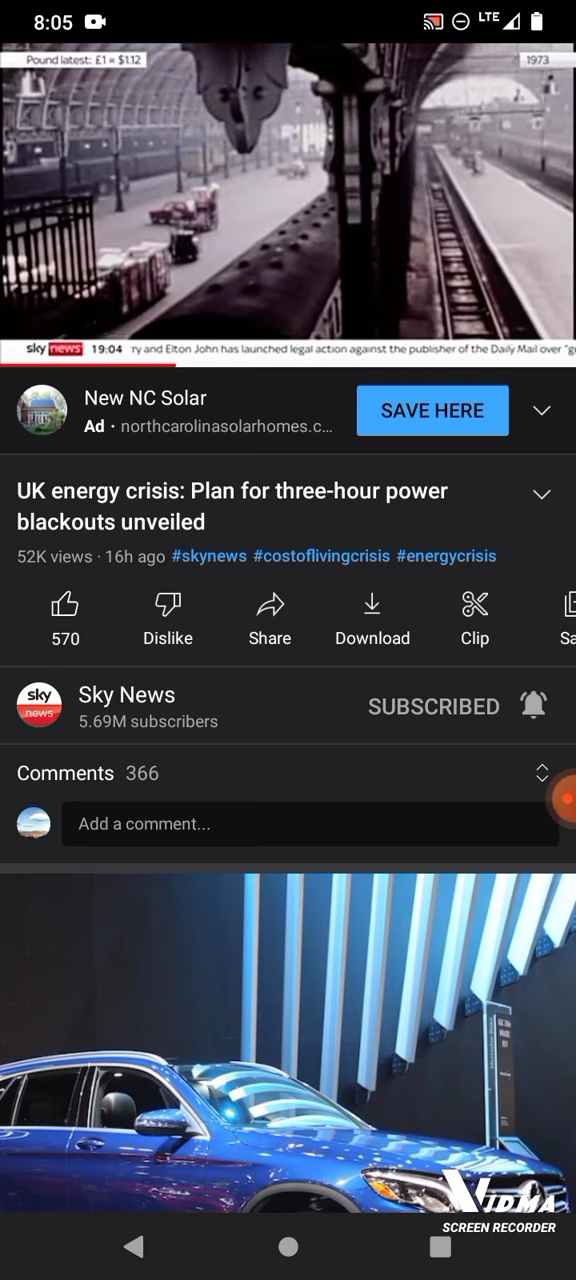 8:05
LTE
Pound latest: £1 = $1.12
1973
sky news 19:04 ry and Elton John has launched legal action against the publisher of the Daily Mail over "g
New NC Solar
Ad · northcarolinasolarhomes.c...
SAVE HERE
UK energy crisis: Plan for three-hour power
blackouts unveiled
52K views · 16h ago #skynews #costoflivingcrisis #energycrisis
570
Dislike
Share
Download
Clip
Sa
sky
news
Sky News
5.69M subscribers
SUBSCRIBED
Comments 366
Add a comment...
VIDMA
SCREEN RECORDER